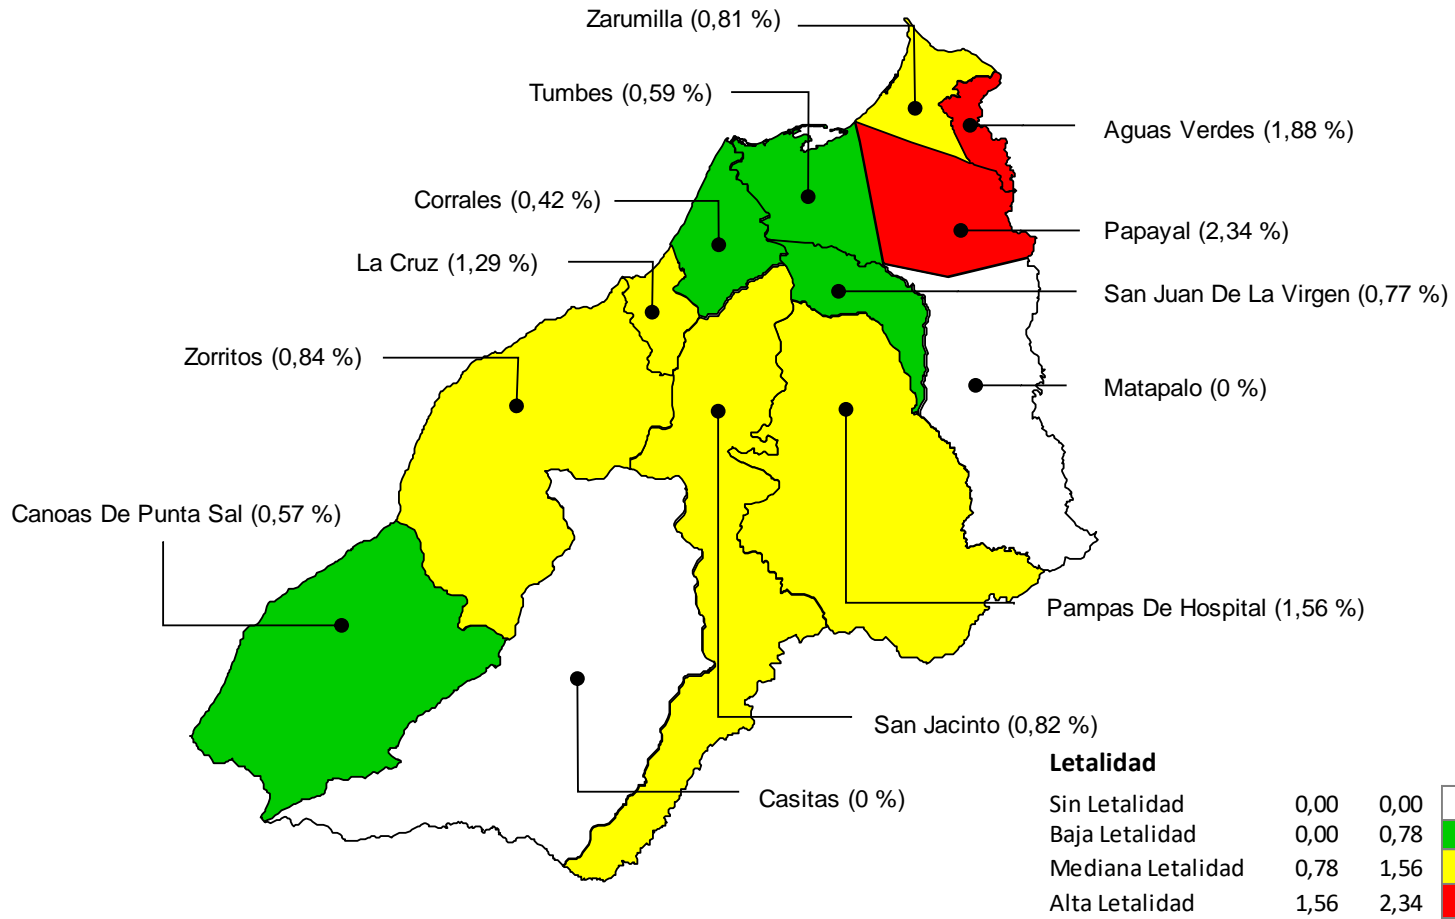 Zarumilla (0,81 %)
Tumbes (0,59 %)
Aguas Verdes (1,88 %)
Corrales (0,42 %)
Papayal (2,34 %)
La Cruz (1,29 %)
San Juan De La Virgen (0,77 %)
Zorritos (0,84 %)
Matapalo (0 %)
Canoas De Punta Sal (0,57 %)
Pampas De Hospital (1,56 %)
San Jacinto (0,82 %)
Casitas (0 %)
Letalidad
Sin Letalidad 0,00 0,00
Baja Letalidad 0,00 0,78
Mediana Letalidad 0,78 1,56
Alta Letalidad 1,56 2,34